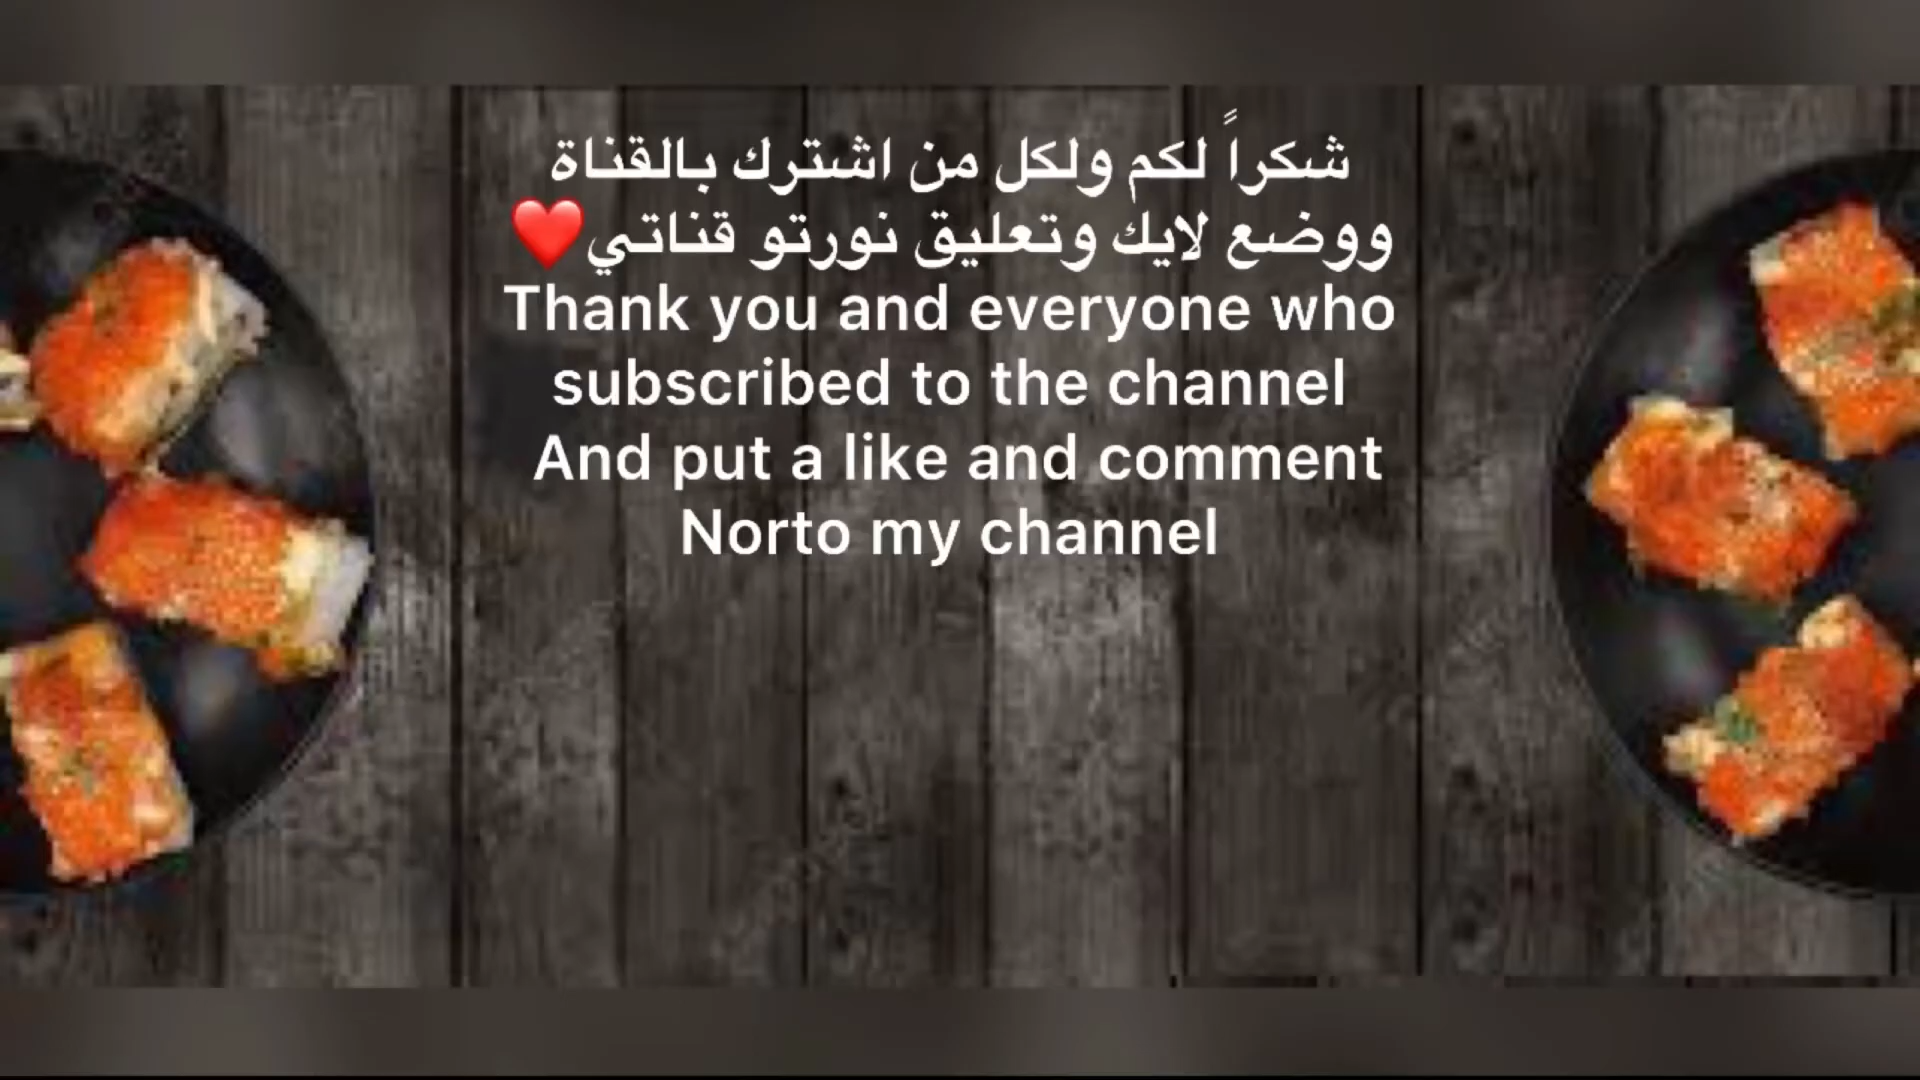 شكراً لكم ولكل من اشترك بالقناة
ووضع لايك وتعليق نورتو قناتي❤️
Thank you and everyone who
subscribed to the channel
And put a like and comment
Norto my channel